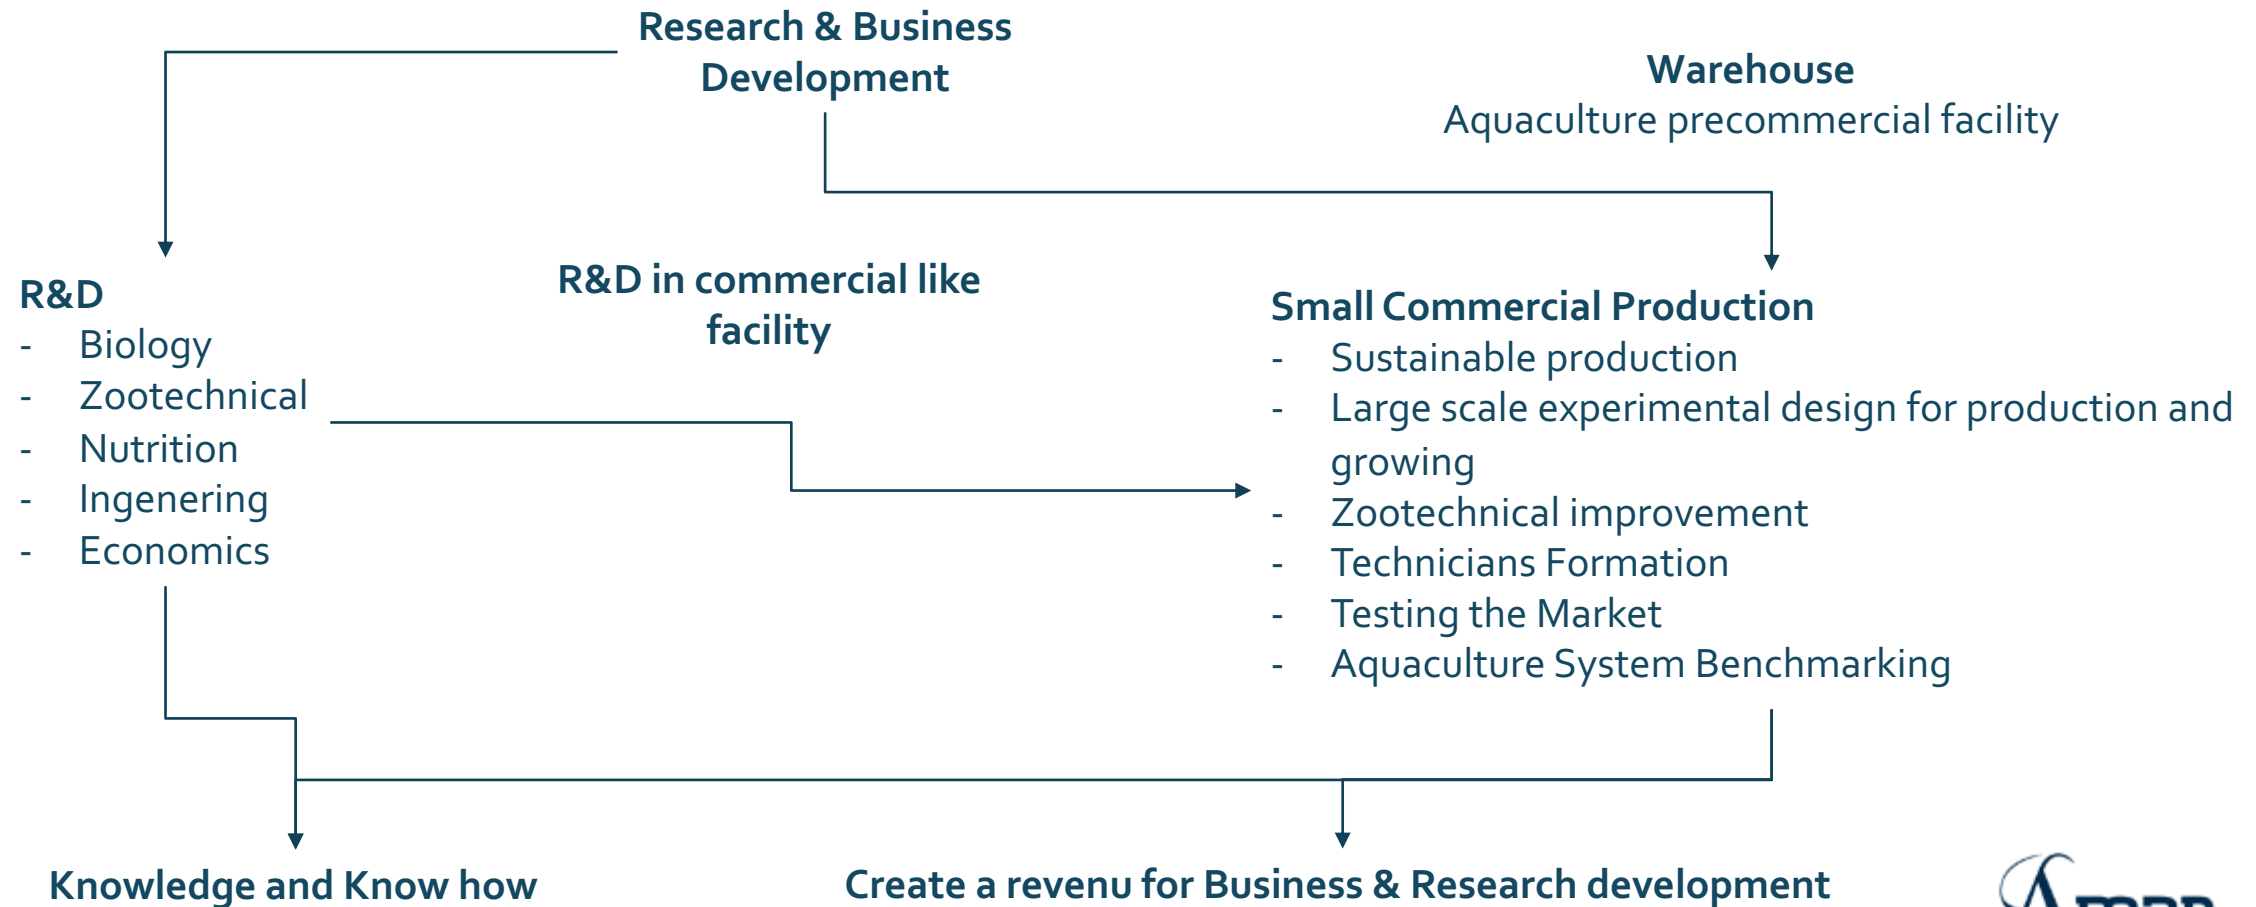 Research & Business
Development
Warehouse
Aquaculture precommercial facility
R&D
- Biology
- Zootechnical
- Nutrition
- Ingenering
- Economics
R&D in commercial like
facility
Small Commercial Production
- Sustainable production
- Large scale experimental design for production and
growing
- Zootechnical improvement
- Technicians Formation
- Testing the Market
- Aquaculture System Benchmarking
Knowledge and Know how
Create a revenu for Business & Research development